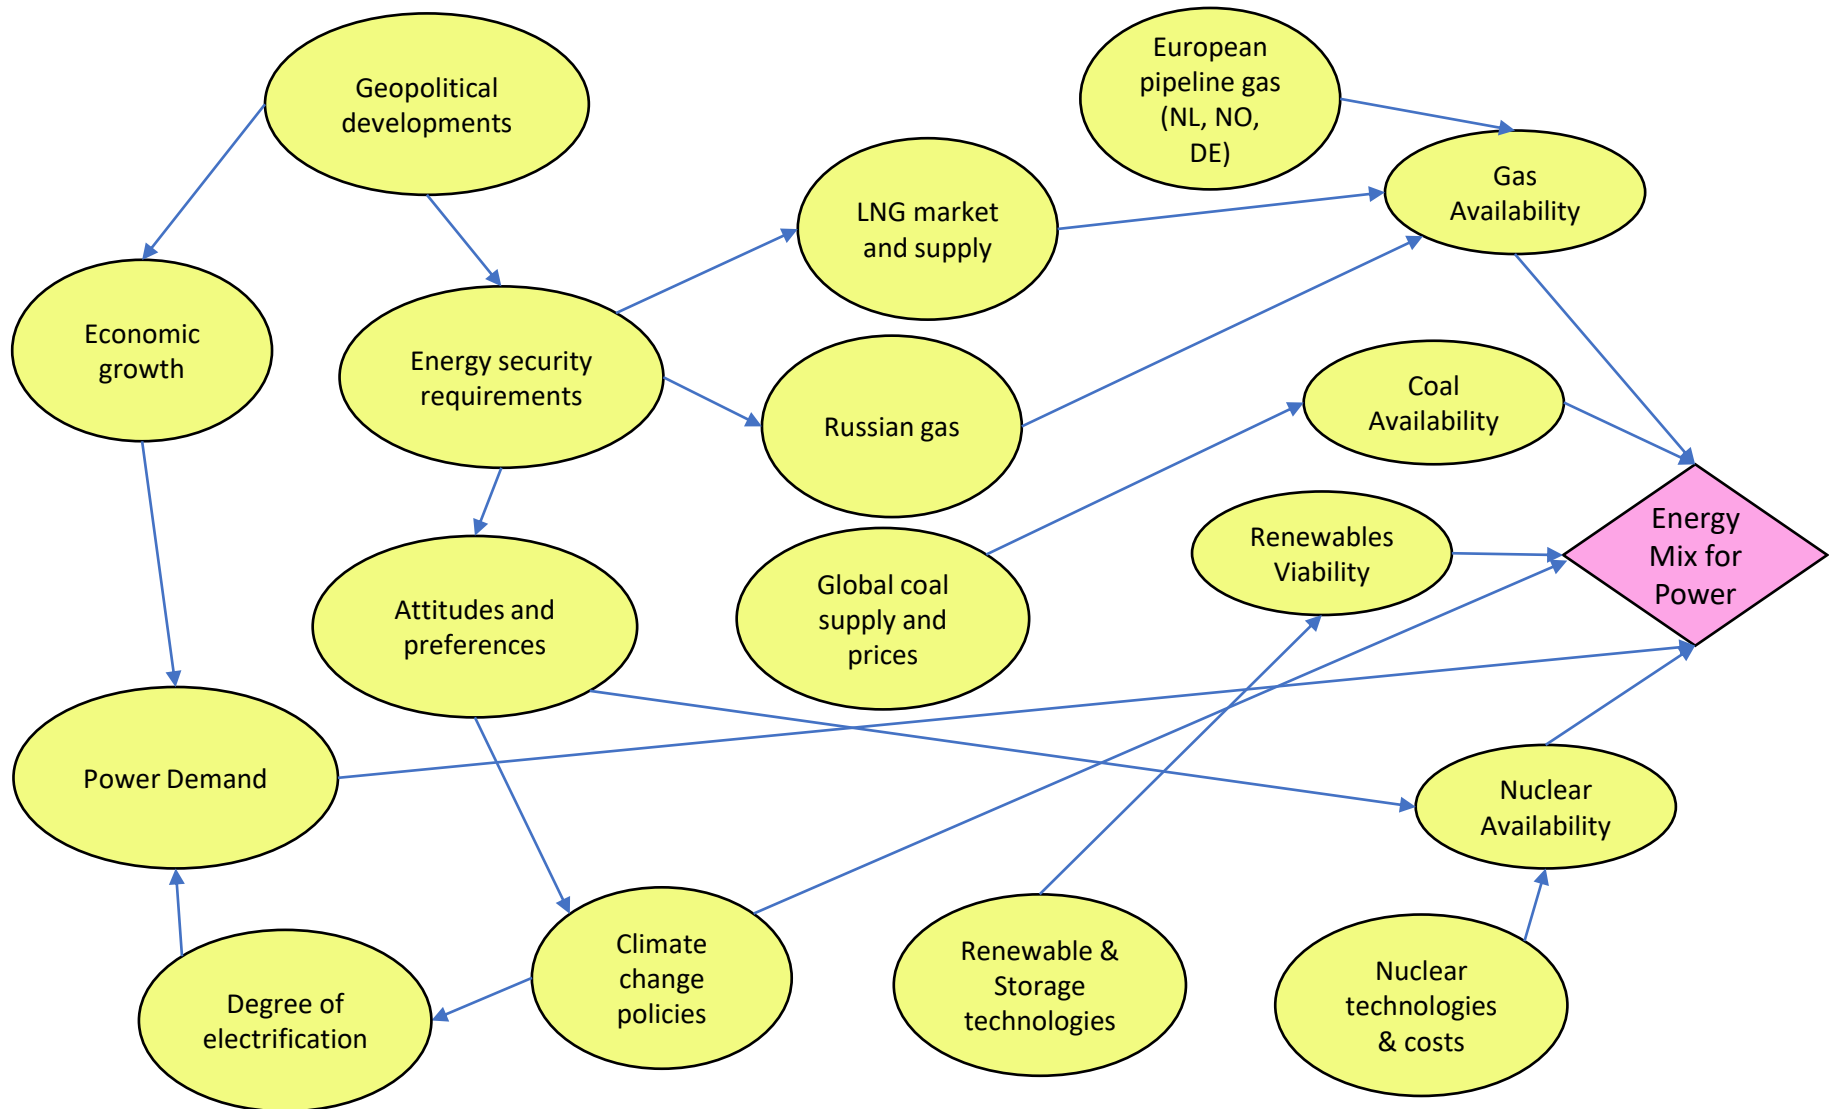 Geopolitical
developments
European
pipeline gas
(NL, NO,
DE)
LNG market
and supply
Gas
Availability
Economic
growth
Energy security
requirements
Russian gas
Coal
Availability
Energy
Mix for
Power
Renewables
Viability
Attitudes and
preferences
Global coal
supply and
prices
Power Demand
Nuclear
Availability
Degree of
electrification
Climate
change
policies
Renewable &
Storage
technologies
Nuclear
technologies
& costs